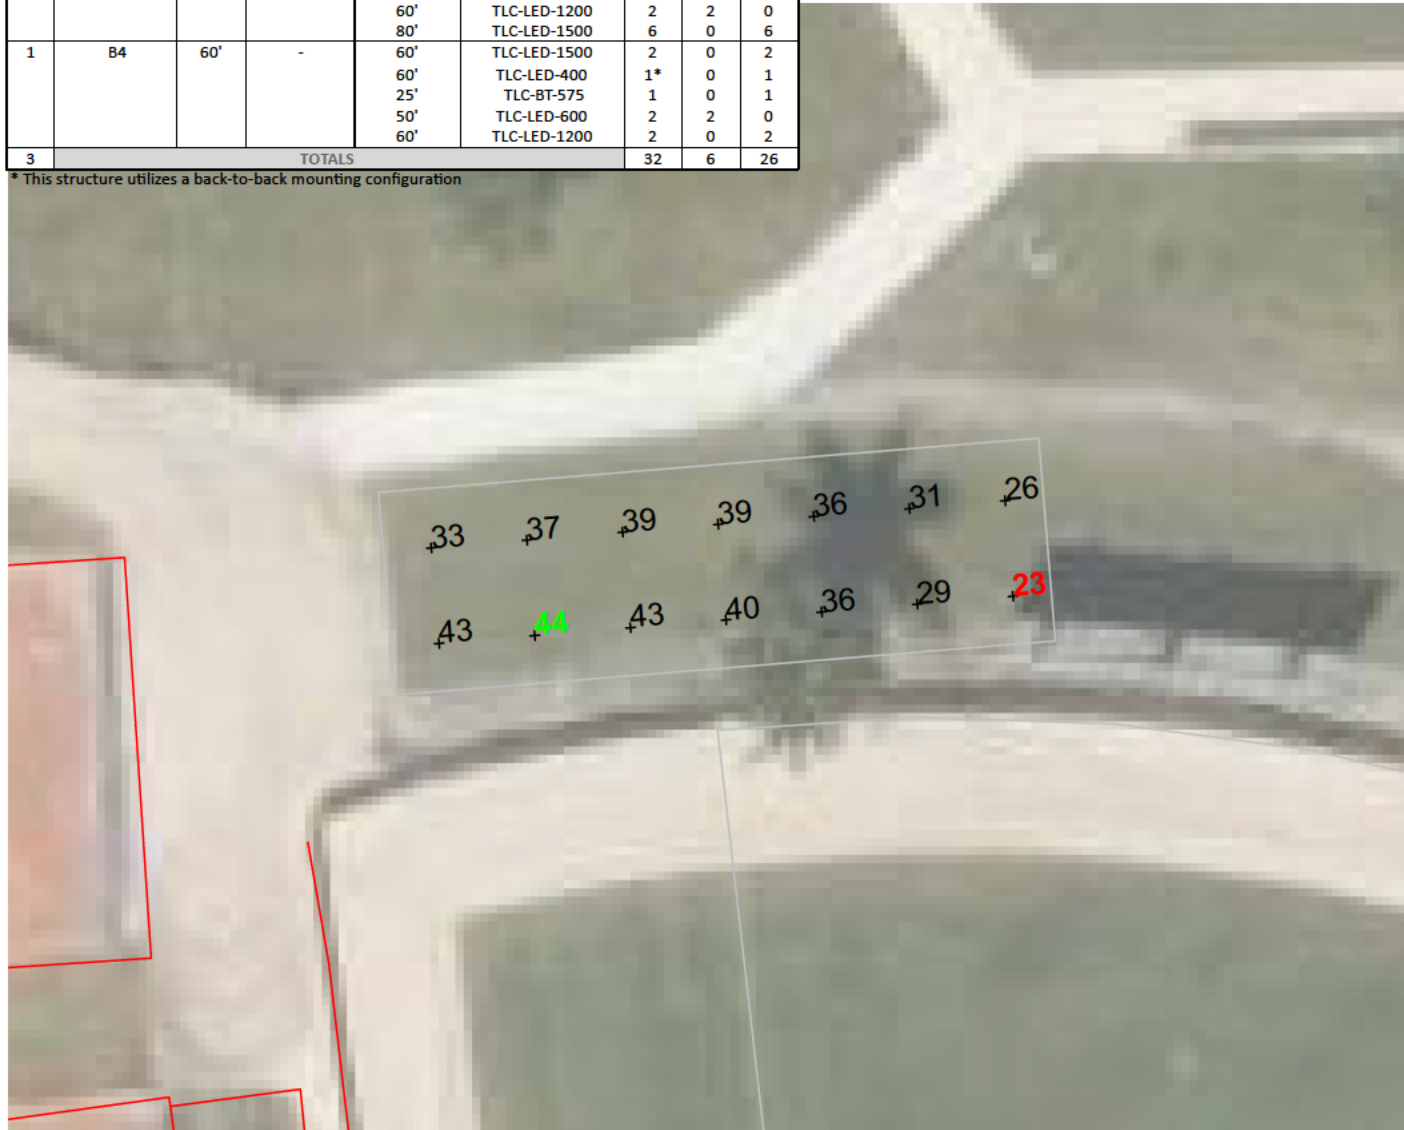 60' TLC-LED-1200 2 2 0
80' TLC-LED-1500 6 0 6
1 B4 60' - 60' TLC-LED-1500 2 0 2
60' TLC-LED-400 1* 0 1
25' TLC-BT-575 1 0 1
50' TLC-LED-600 2 2 0
60' TLC-LED-1200 2 0 2
3 TOTALS 32 6 26
* This structure utilizes a back-to-back mounting configuration
33 37 39 39 36 31 26
43 44 43 40 36 29 23